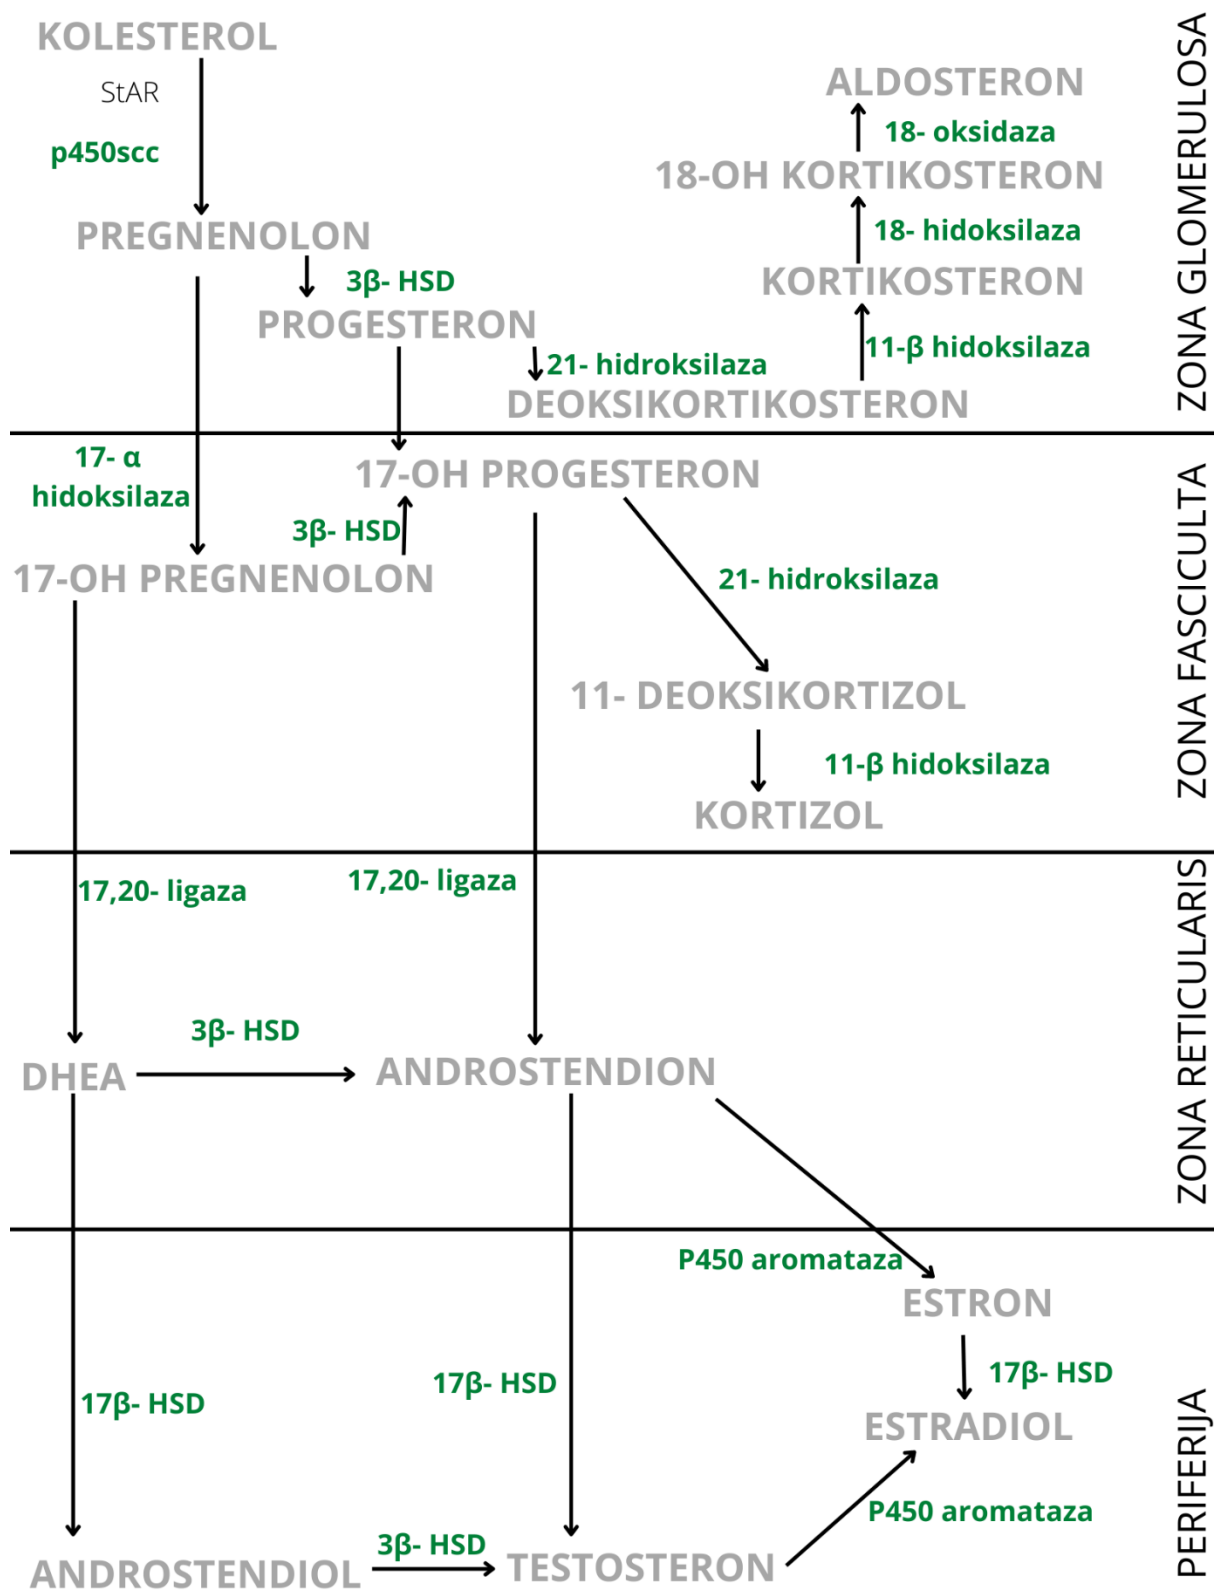 KOLESTEROL
StAR
p450scc
PREGNENOLON
3β- HSD
PROGESTERON
21- hidroksilaza
DEOKSIKORTIKOSTERON
11-β hidoksilaza
KORTIKOSTERON
18- hidoksilaza
18-OH KORTIKOSTERON
18- oksidaza
ALDOSTERON
ZONA GLOMERULOSA
17- α
hidoksilaza
17-OH PROGESTERON
3β- HSD
17-OH PREGNENOLON
21- hidroksilaza
11- DEOKSIKORTIZOL
11-β hidoksilaza
KORTIZOL
ZONA FASCICULTA
17,20- ligaza
17,20- ligaza
3β- HSD
DHEA
ANDROSTENDION
ZONA RETICULARIS
P450 aromataza
ESTRON
17β- HSD
17β- HSD
17β- HSD
ESTRADIOL
P450 aromataza
3β- HSD
ANDROSTENDIOL
TESTOSTERON
PERIFERIJA